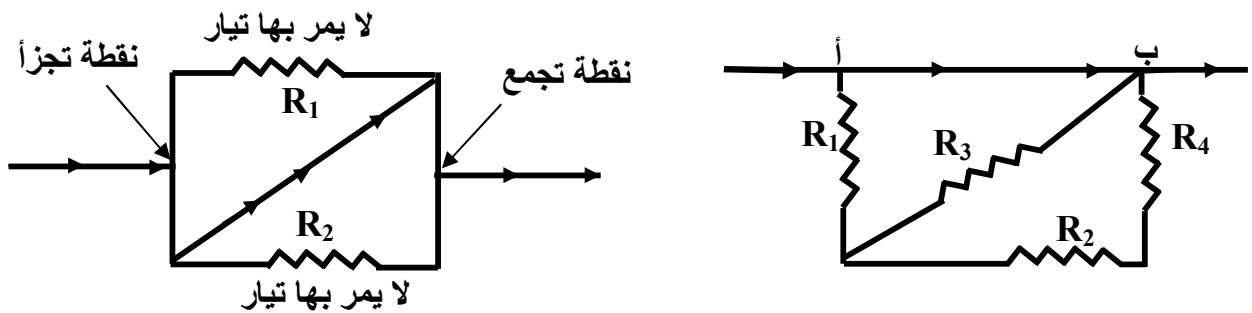 لا يمر بها تيار
نقطة تجزأ
نقطة تجمع
R₁
R₂
لا يمر بها تيار
أ
ب
R₁
R₃
R₄
R₂